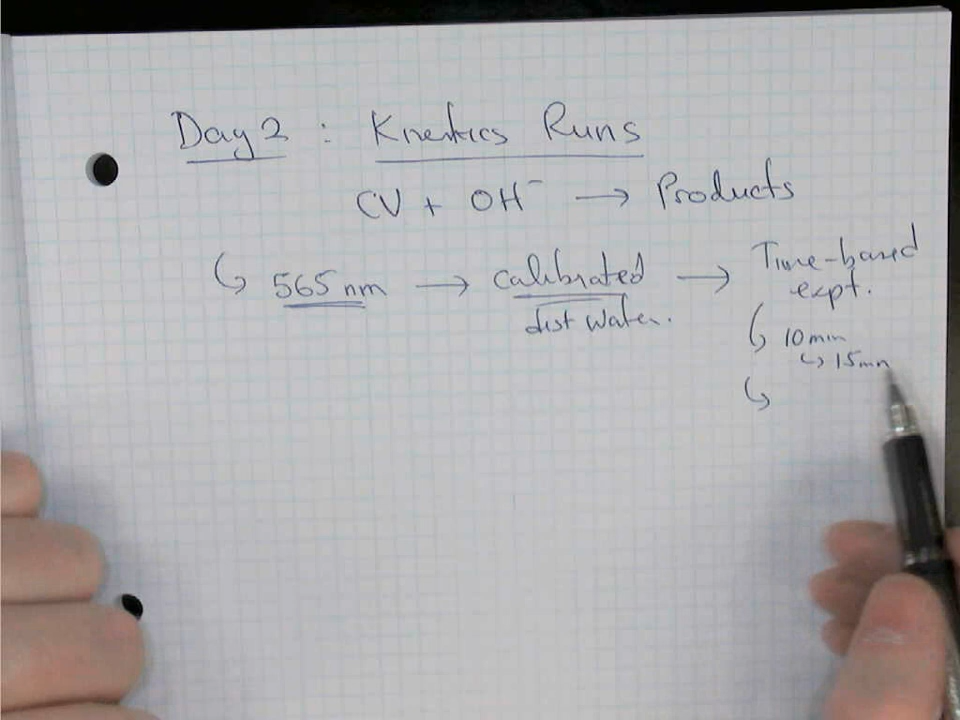 Day 2 : Kinetics Runs
CV + OH⁻ → Products
↳ 565 nm → Calibrated → Time-based
dist water. expt.
↳ 10 min
↳ 15 min
↳